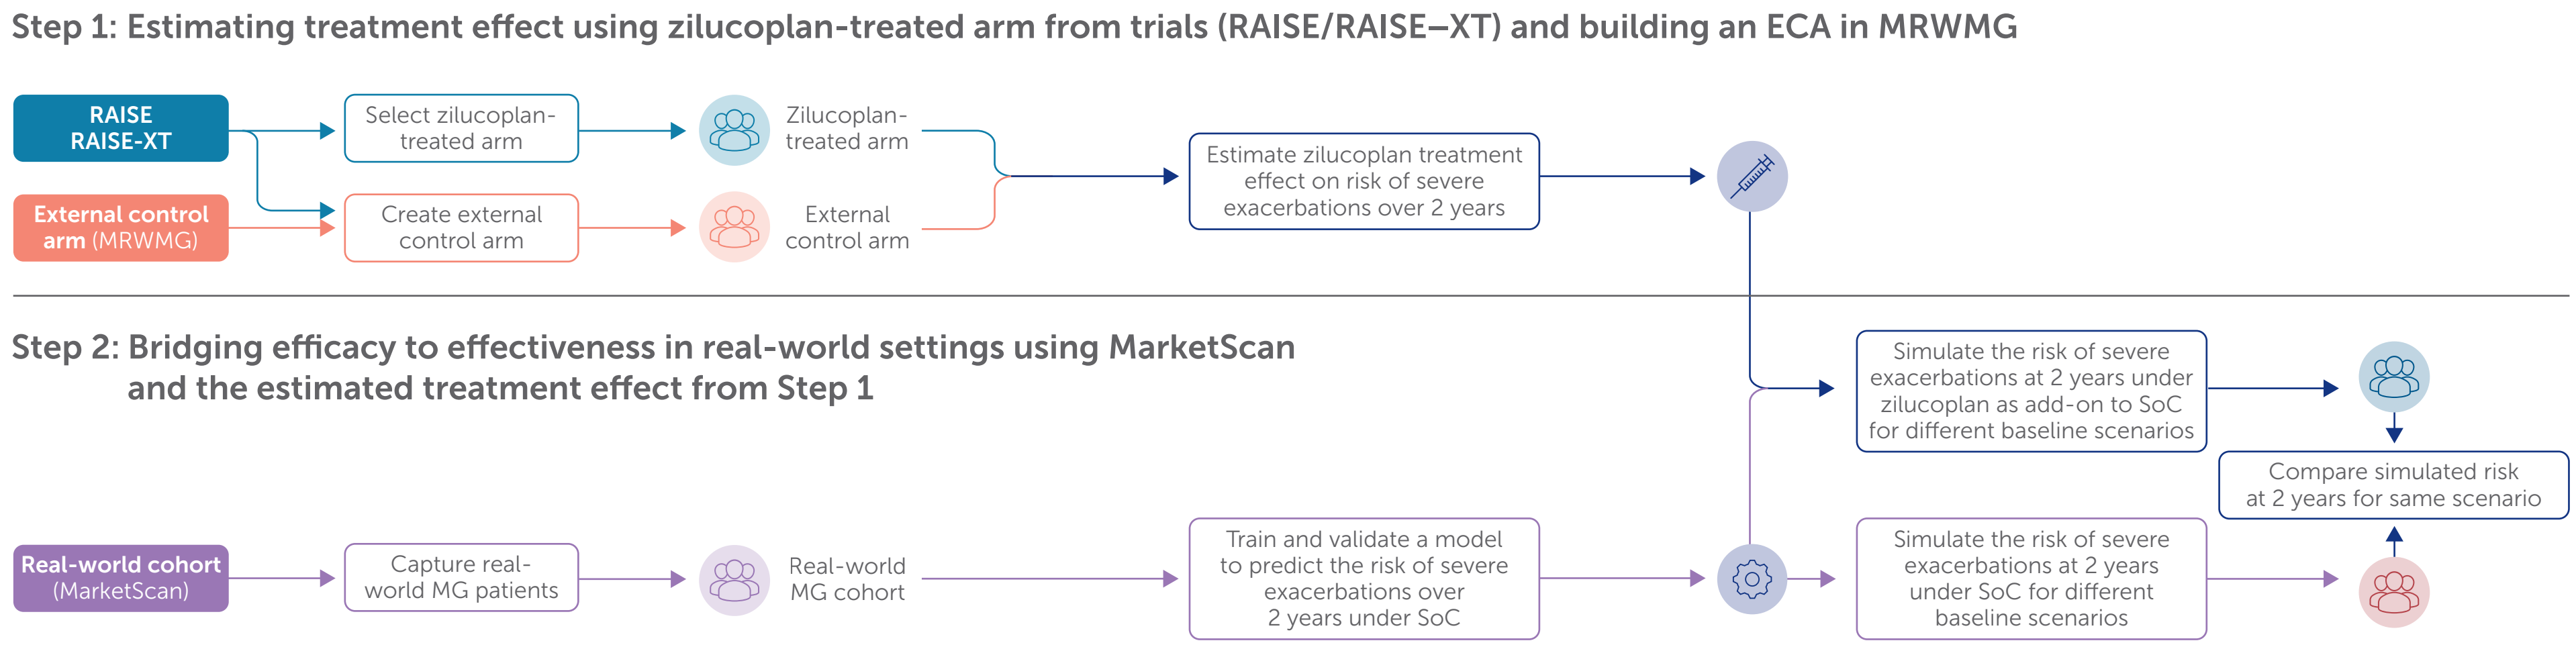 Step 1: Estimating treatment effect using zilucoplan-treated arm from trials (RAISE/RAISE–XT) and building an ECA in MRWMG
RAISE
RAISE-XT
Select zilucoplan-
treated arm
Zilucoplan-
treated arm
External control
arm (MRWMG)
Create external
control arm
External
control arm
Estimate zilucoplan treatment
effect on risk of severe
exacerbations over 2 years
Step 2: Bridging efficacy to effectiveness in real-world settings using MarketScan
and the estimated treatment effect from Step 1
Simulate the risk of severe
exacerbations at 2 years under
zilucoplan as add-on to SoC
for different baseline scenarios
Compare simulated risk
at 2 years for same scenario
Real-world cohort
(MarketScan)
Capture real-
world MG patients
Real-world
MG cohort
Train and validate a model
to predict the risk of severe
exacerbations over
2 years under SoC
Simulate the risk of severe
exacerbations at 2 years
under SoC for different
baseline scenarios